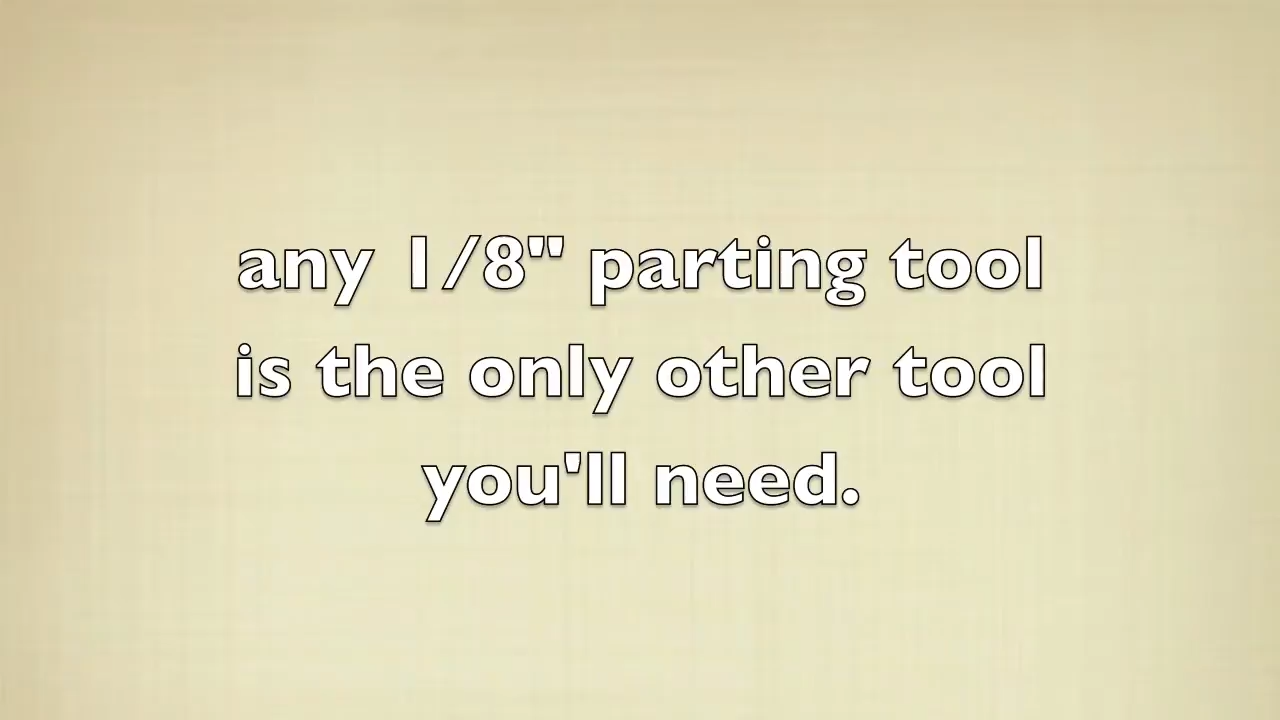 any 1/8" parting tool
is the only other tool
you'll need.